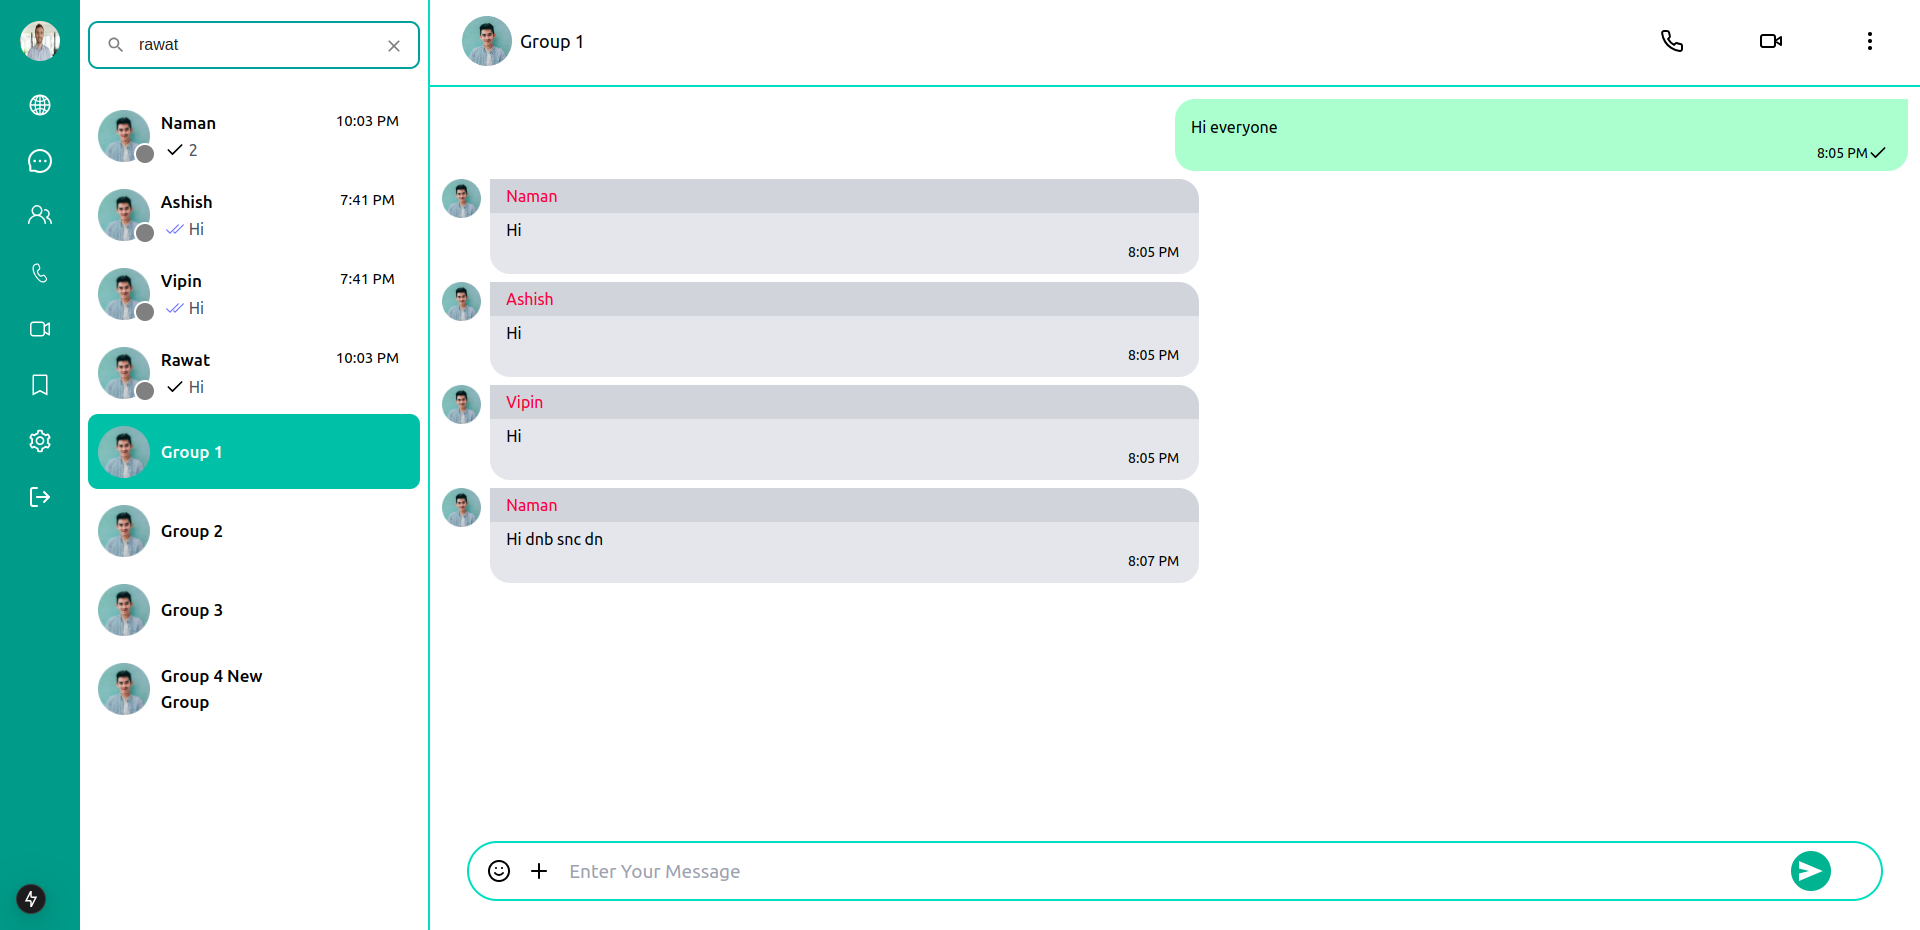 rawat
Naman
10:03 PM
2
Ashish
7:41 PM
Hi
Vipin
7:41 PM
Hi
Rawat
10:03 PM
Hi
Group 1
Group 2
Group 3
Group 4 New
Group
Group 1
Hi everyone
8:05 PM
Naman
Hi
8:05 PM
Ashish
Hi
8:05 PM
Vipin
Hi
8:05 PM
Naman
Hi dnb snc dn
8:07 PM
Enter Your Message